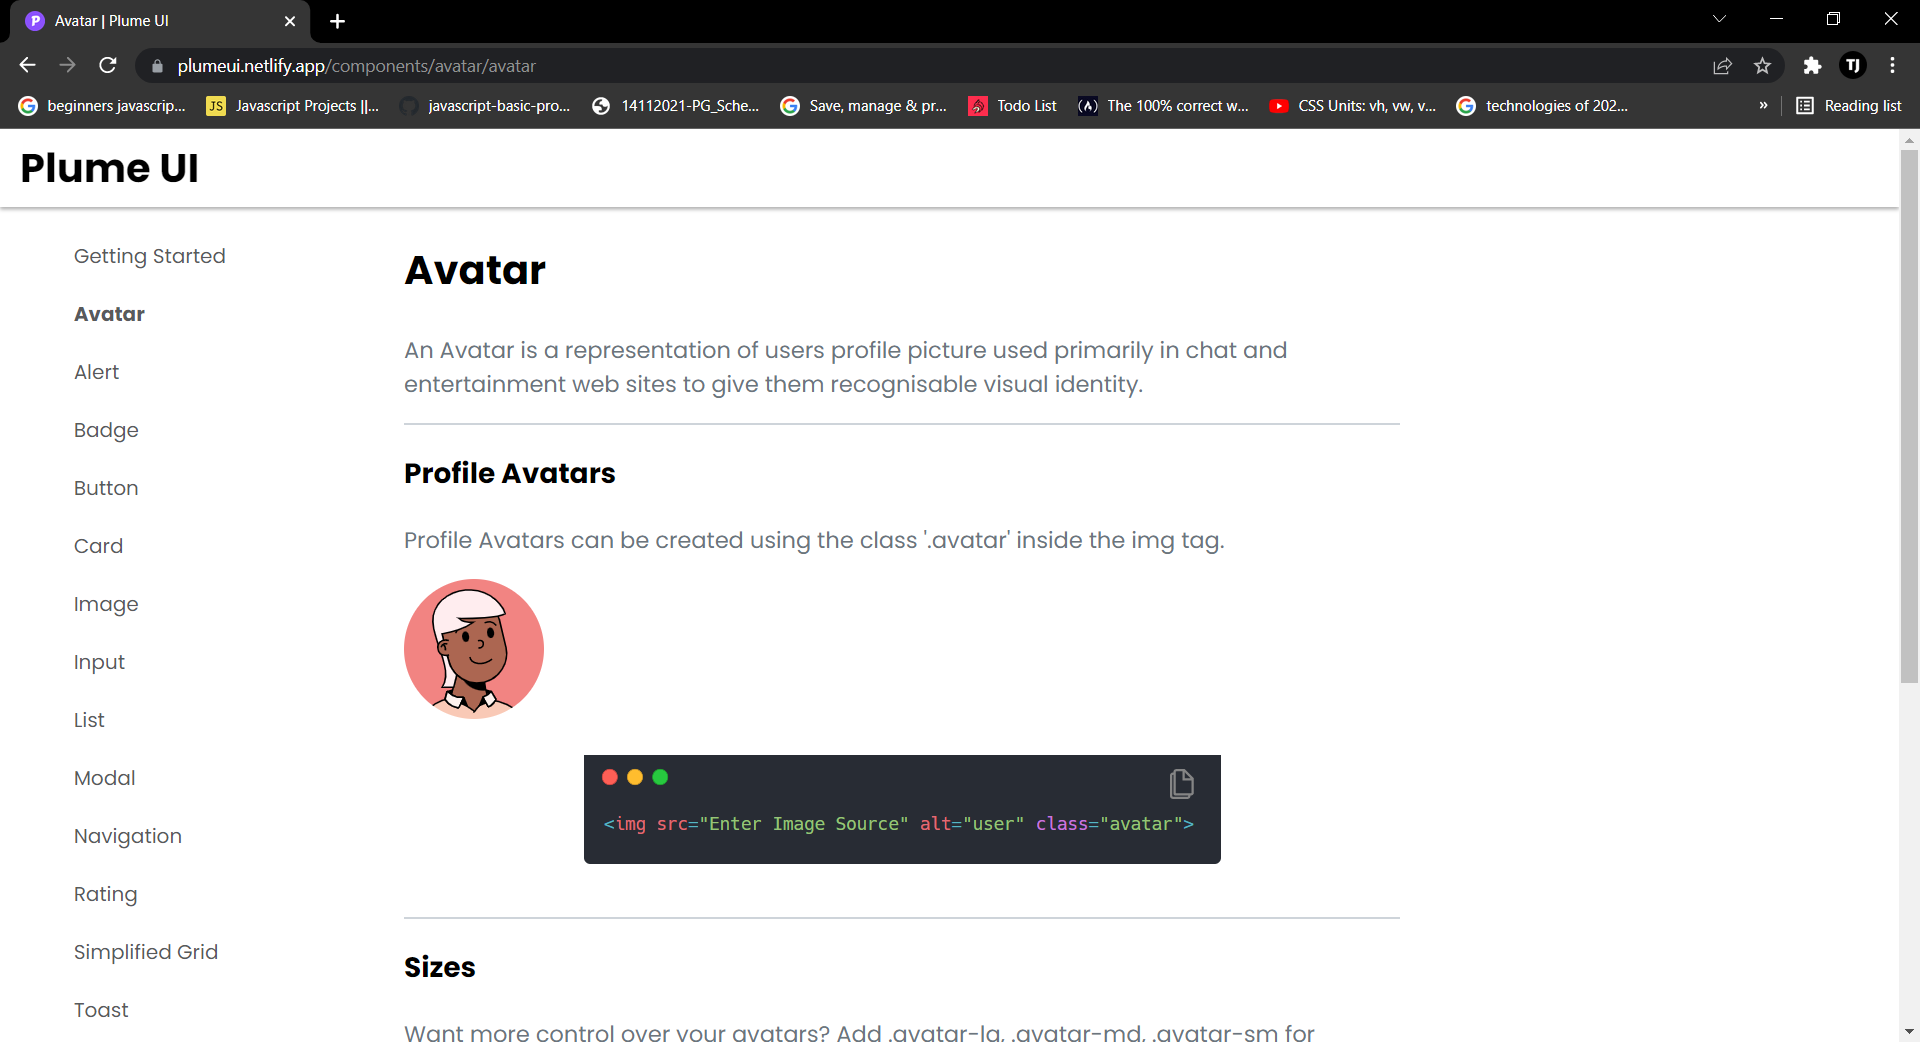 P Avatar | Plume UI
plumeui.netlify.app/components/avatar/avatar
TJ
beginners javascrip... JS Javascript Projects ||... javascript-basic-pro... 14112021-PG_Sche... Save, manage & pr... Todo List The 100% correct w... CSS Units: vh, vw, v... technologies of 202... » Reading list
Plume UI
Getting Started
Avatar
Alert
Badge
Button
Card
Image
Input
List
Modal
Navigation
Rating
Simplified Grid
Toast
Avatar
An Avatar is a representation of users profile picture used primarily in chat and
entertainment web sites to give them recognisable visual identity.
Profile Avatars
Profile Avatars can be created using the class '.avatar' inside the img tag.
<img src="Enter Image Source" alt="user" class="avatar">
Sizes
Want more control over your avatars? Add .avatar-lg, .avatar-md, .avatar-sm for